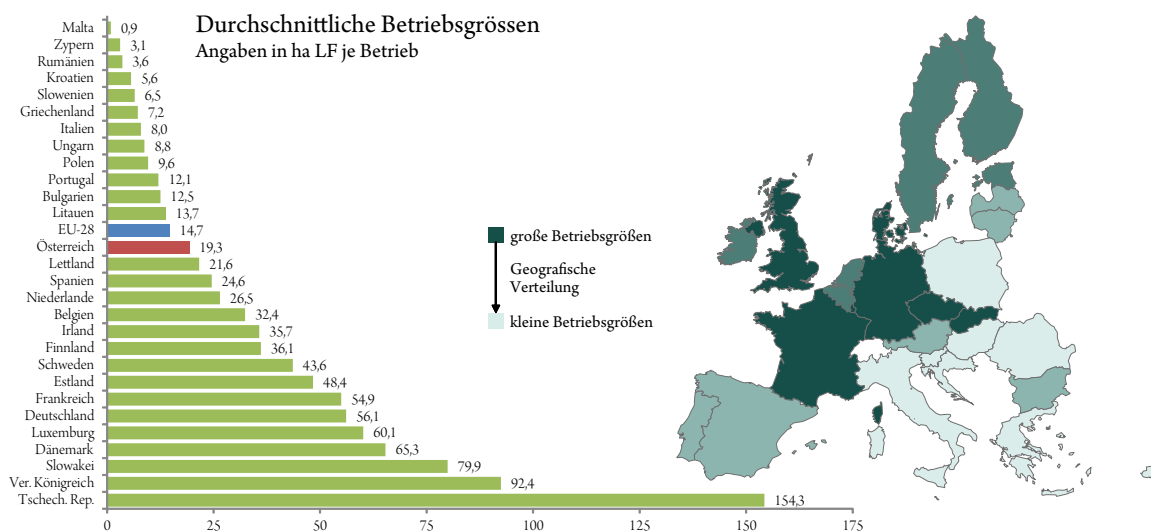 Durchschnittliche Betriebsgrössen
Angaben in ha LF je Betrieb
Malta 0,9
Zypern 3,1
Rumänien 3,6
Kroatien 5,6
Slowenien 6,5
Griechenland 7,2
Italien 8,0
Ungarn 8,8
Polen 9,6
Portugal 12,1
Bulgarien 12,5
Litauen 13,7
EU-28 14,7
Österreich 19,3
Lettland 21,6
Spanien 24,6
Niederlande 26,5
Belgien 32,4
Irland 35,7
Finnland 36,1
Schweden 43,6
Estland 48,4
Frankreich 54,9
Deutschland 56,1
Luxemburg 60,1
Dänemark 65,3
Slowakei 79,9
Ver. Königreich 92,4
Tschech. Rep. 154,3
0 25 50 75 100 125 150 175
große Betriebsgrößen
Geografische
Verteilung
kleine Betriebsgrößen